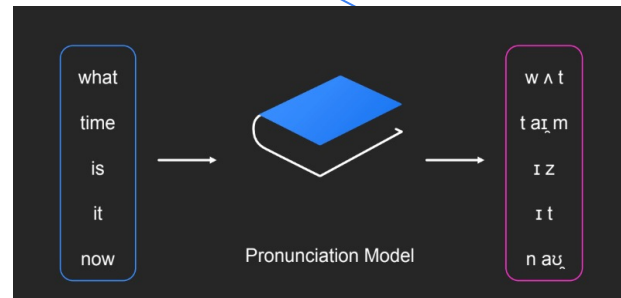 what
time
is
it
now
Pronunciation Model
w ʌ t
t aɪ̯ m
ɪ z
ɪ t
n aʊ̯